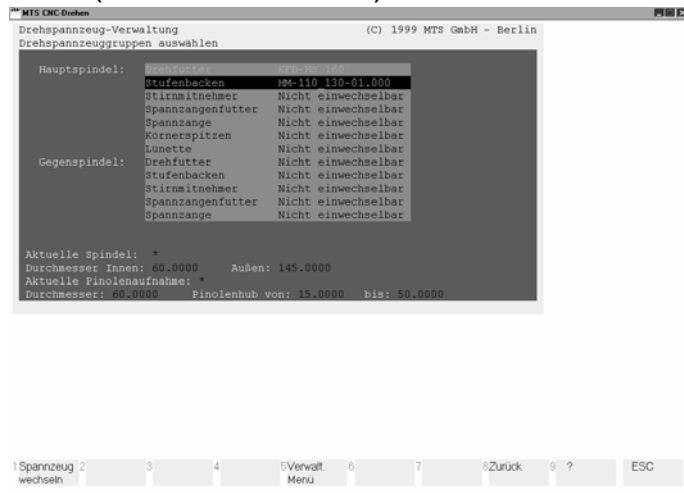 MTS CNC-Drehen
Drehspannzeug-Verwaltung (C) 1999 MTS GmbH - Berlin
Drehspannzeuggruppen auswählen
Hauptspindel: Drehfutter KFD-HS 160
Stufenbacken HM-110_130-01.000
Stirnmitnehmer Nicht einwechselbar
Spannzangenfutter Nicht einwechselbar
Spannzange Nicht einwechselbar
Körnerspitzen Nicht einwechselbar
Lünette Nicht einwechselbar
Gegenspindel: Drehfutter Nicht einwechselbar
Stufenbacken Nicht einwechselbar
Stirnmitnehmer Nicht einwechselbar
Spannzangenfutter Nicht einwechselbar
Spannzange Nicht einwechselbar
Aktuelle Spindel: *
Durchmesser Innen: 60.0000 Außen: 145.0000
Aktuelle Pinolenaufnahme: *
Durchmesser: 60.0000 Pinolenhub von: 15.0000 bis: 50.0000
1 Spannzeug wechseln 2 3 4 5 Verwalt. Menü 6 7 8 Zurück 9 ? ESC